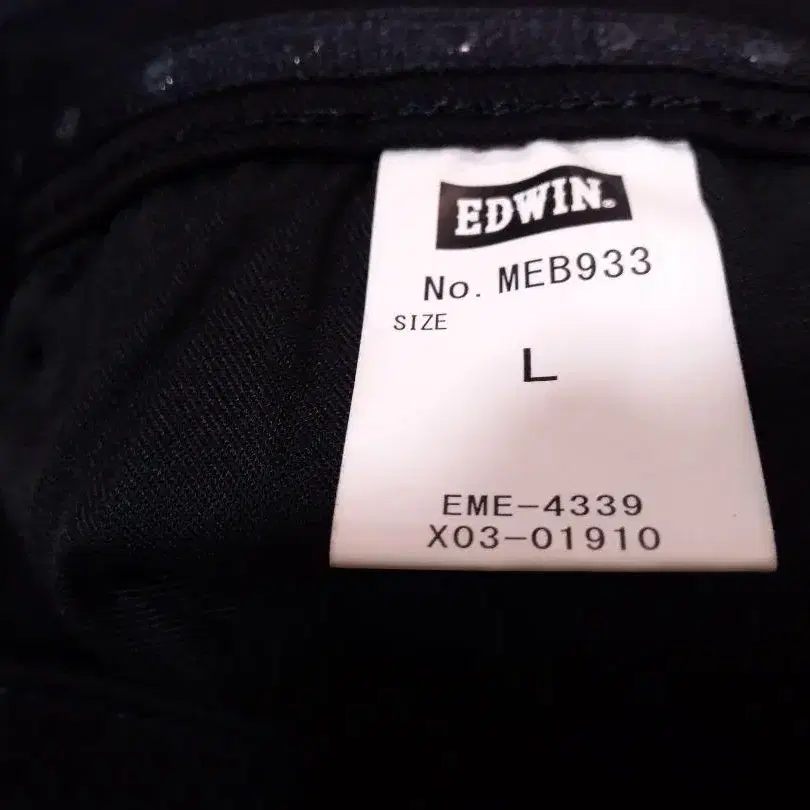 EDWIN®
No. MEB933
SIZE
L
EME-4339
X03-01910